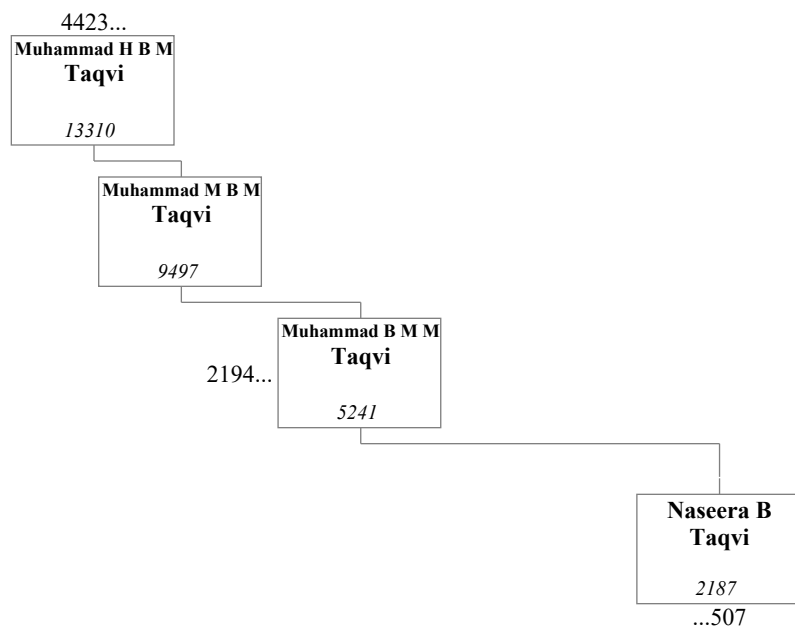 4423...
Muhammad H B M
Taqvi
13310
Muhammad M B M
Taqvi
9497
Muhammad B M M
Taqvi
2194...
5241
Naseera B
Taqvi
2187
...507